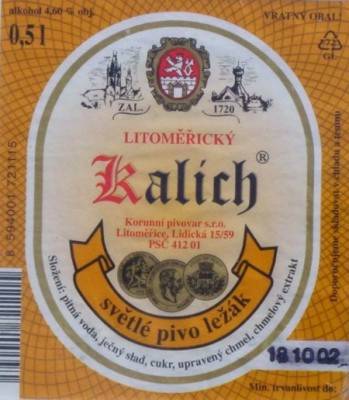 alkohol 4,60 % obj.
VRATNÝ OBAL!
0,5 l
GL
ZAL.
1720
LITOMĚŘICKÝ
Kalich®
Korunní pivovar s.r.o.
Litoměřice, Lidická 15/59
PSČ 412 01
světlé pivo ležák
Složení: pitná voda, ječný slad, cukr, upravený chmel, chmelový extrakt
8 594001 721115
18 10 02
Min. trvanlivost do: